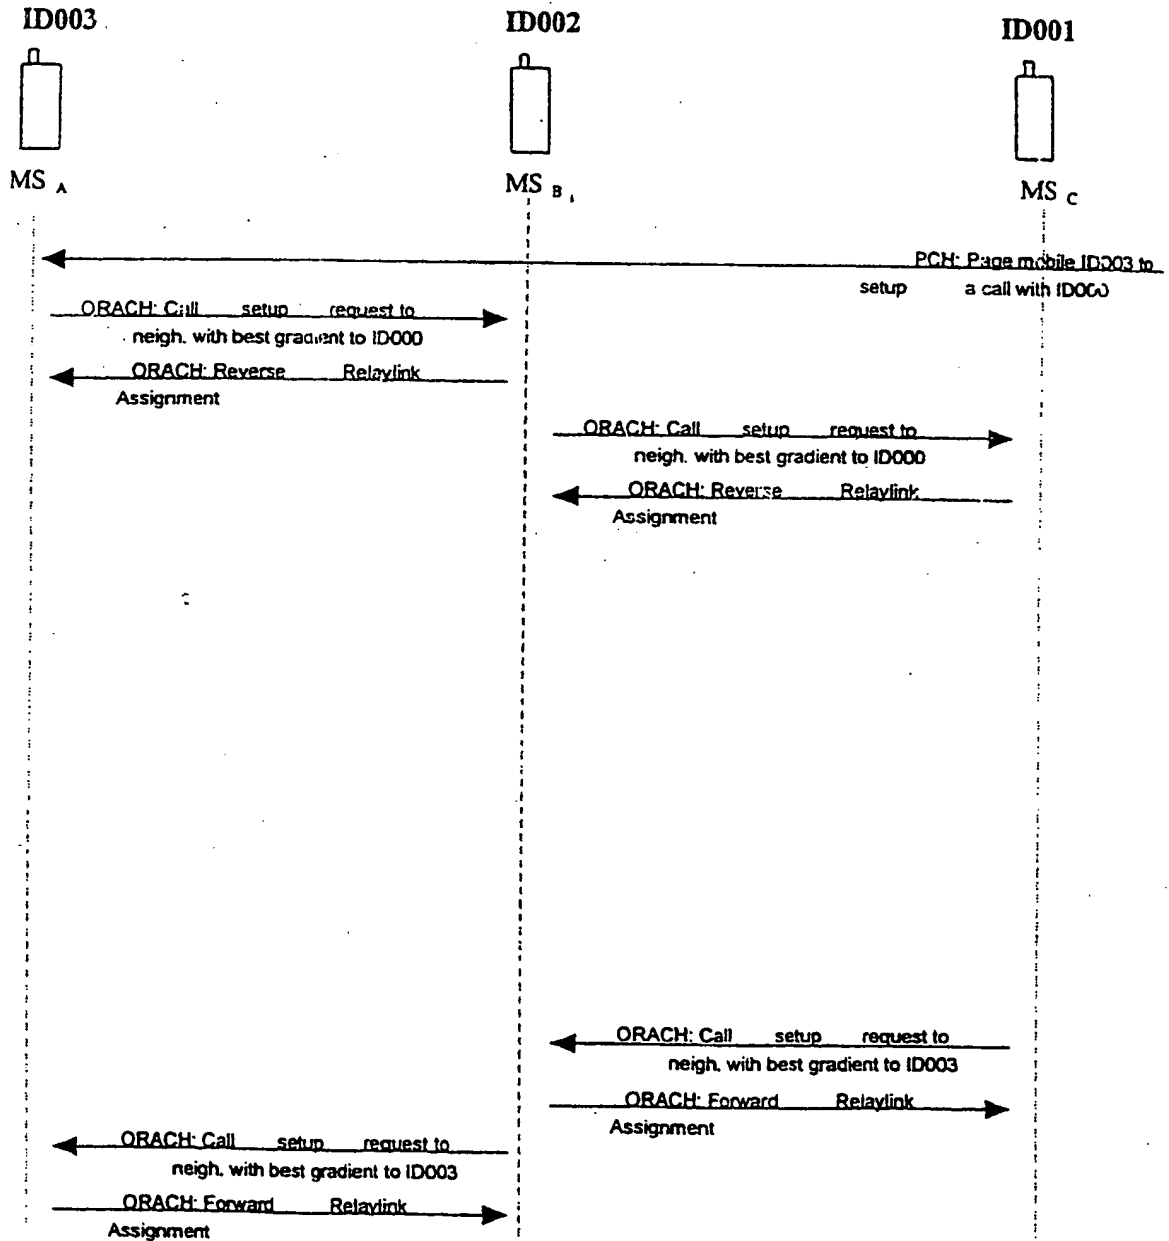 ID003
ID002
ID001
MS A
MS B
MS C
PCH: Page mobile ID003 to
setup a call with ID000
ORACH: Call setup request to
neigh. with best gradient to ID000
ORACH: Reverse Relaylink
Assignment
ORACH: Call setup request to
neigh. with best gradient to ID000
ORACH: Reverse Relaylink
Assignment
ORACH: Call setup request to
neigh. with best gradient to ID003
ORACH: Forward Relaylink
Assignment
ORACH: Call setup request to
neigh. with best gradient to ID003
ORACH: Forward Relaylink
Assignment